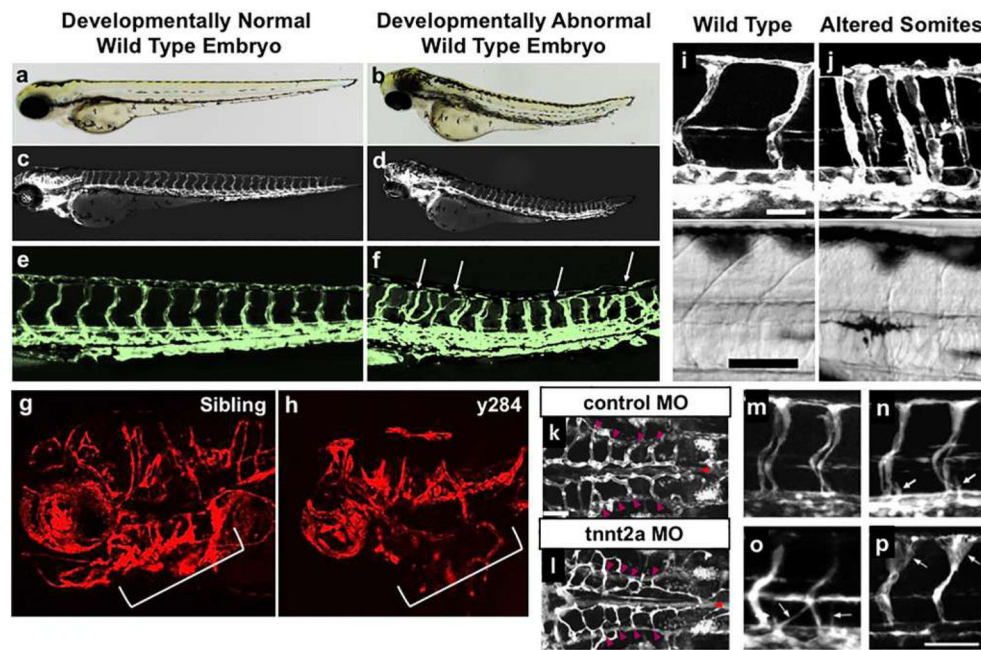 Developmentally Normal
Wild Type Embryo
Developmentally Abnormal
Wild Type Embryo
Wild Type
Altered Somites
a
b
c
d
e
f
i
j
g
Sibling
h
y284
control MO
k
tnnt2a MO
l
m
n
o
p